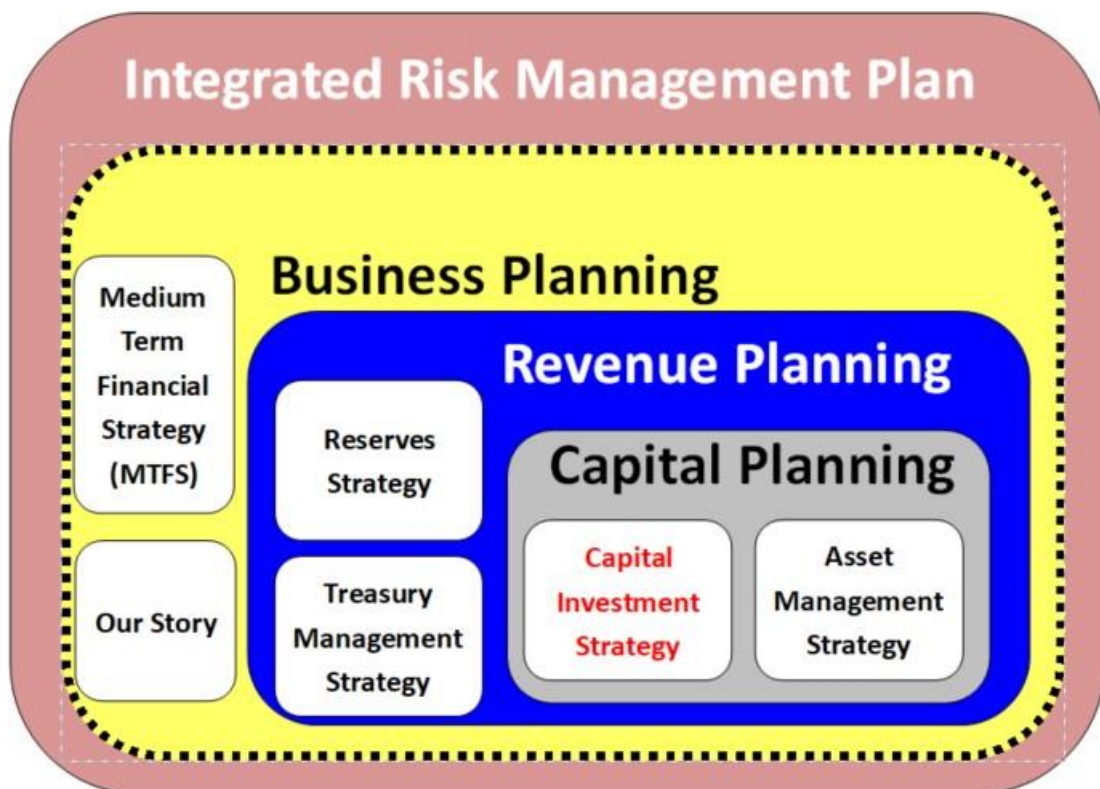 Integrated Risk Management Plan
Business Planning
Medium
Term
Financial
Strategy
(MTFS)
Our Story
Revenue Planning
Reserves
Strategy
Treasury
Management
Strategy
Capital Planning
Capital
Investment
Strategy
Asset
Management
Strategy